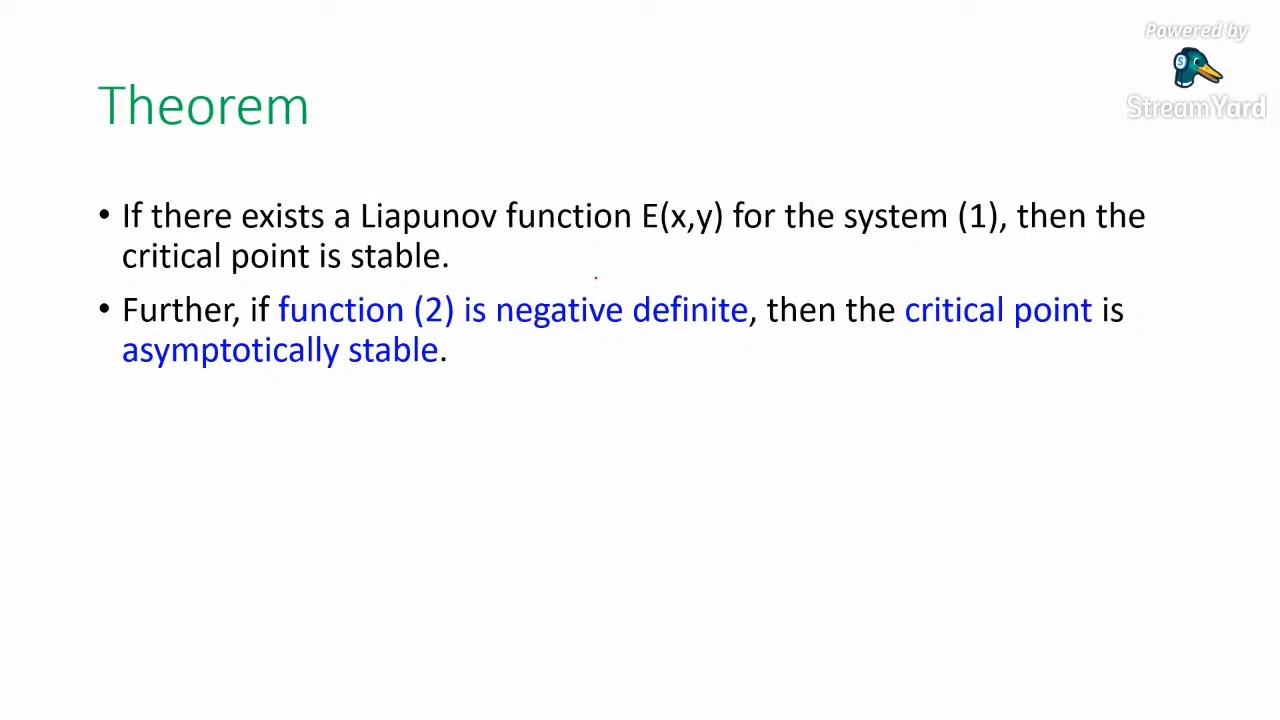 Powered by
StreamYard
Theorem
• If there exists a Liapunov function E(x,y) for the system (1), then the
critical point is stable.
• Further, if function (2) is negative definite, then the critical point is
asymptotically stable.